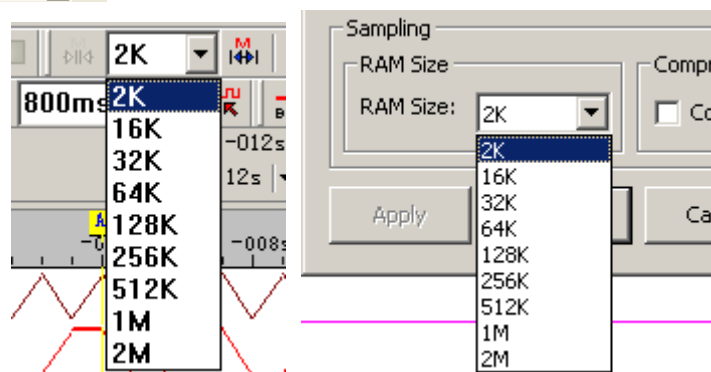 2K
M
800ms
2K
16K
32K
64K
128K
256K
512K
1M
2M
B
-012s
12s
A
-008s
Sampling
RAM Size
RAM Size:
2K
2K
16K
32K
64K
128K
256K
512K
1M
2M
Compr
Co
Apply
Ca